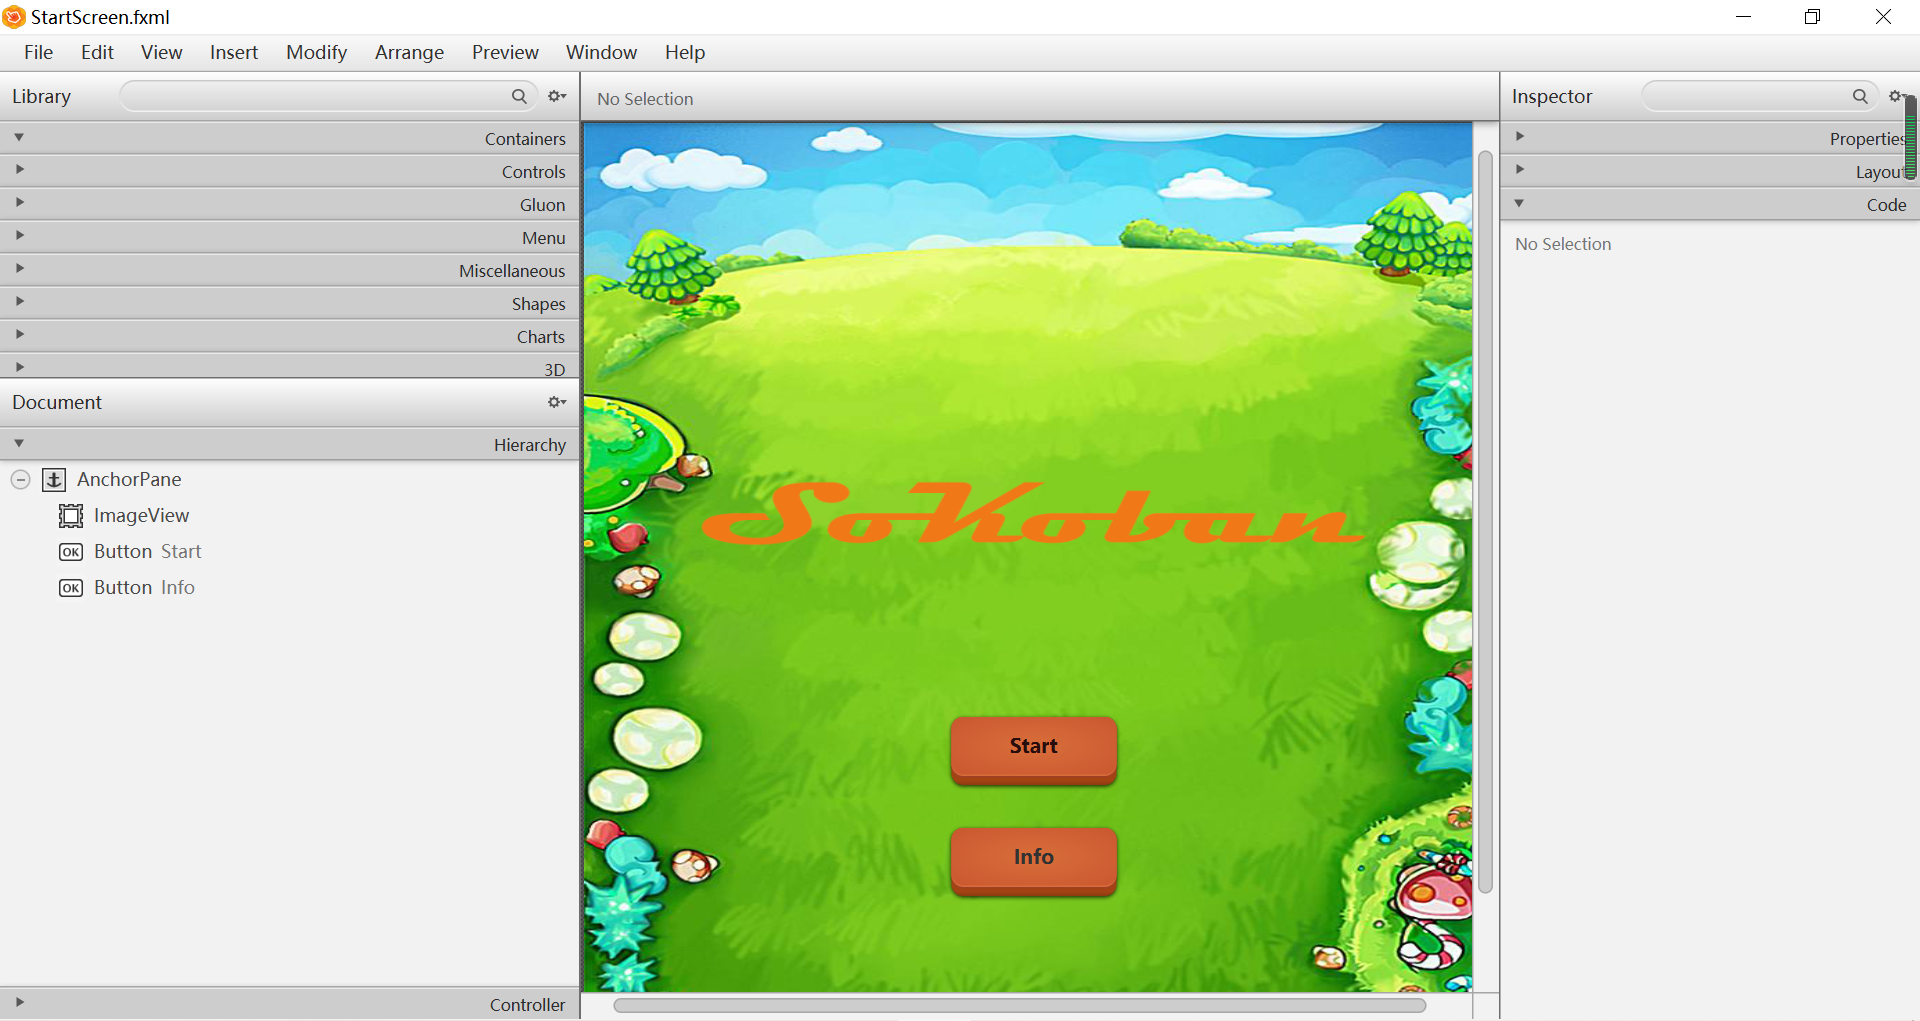 StartScreen.fxml
File Edit View Insert Modify Arrange Preview Window Help
Library
No Selection
Inspector
Containers
Controls
Gluon
Menu
Miscellaneous
Shapes
Charts
3D
Document
Hierarchy
AnchorPane
ImageView
OK Button Start
OK Button Info
Controller
SoKoban
Start
Info
Properties
Layout
Code
No Selection